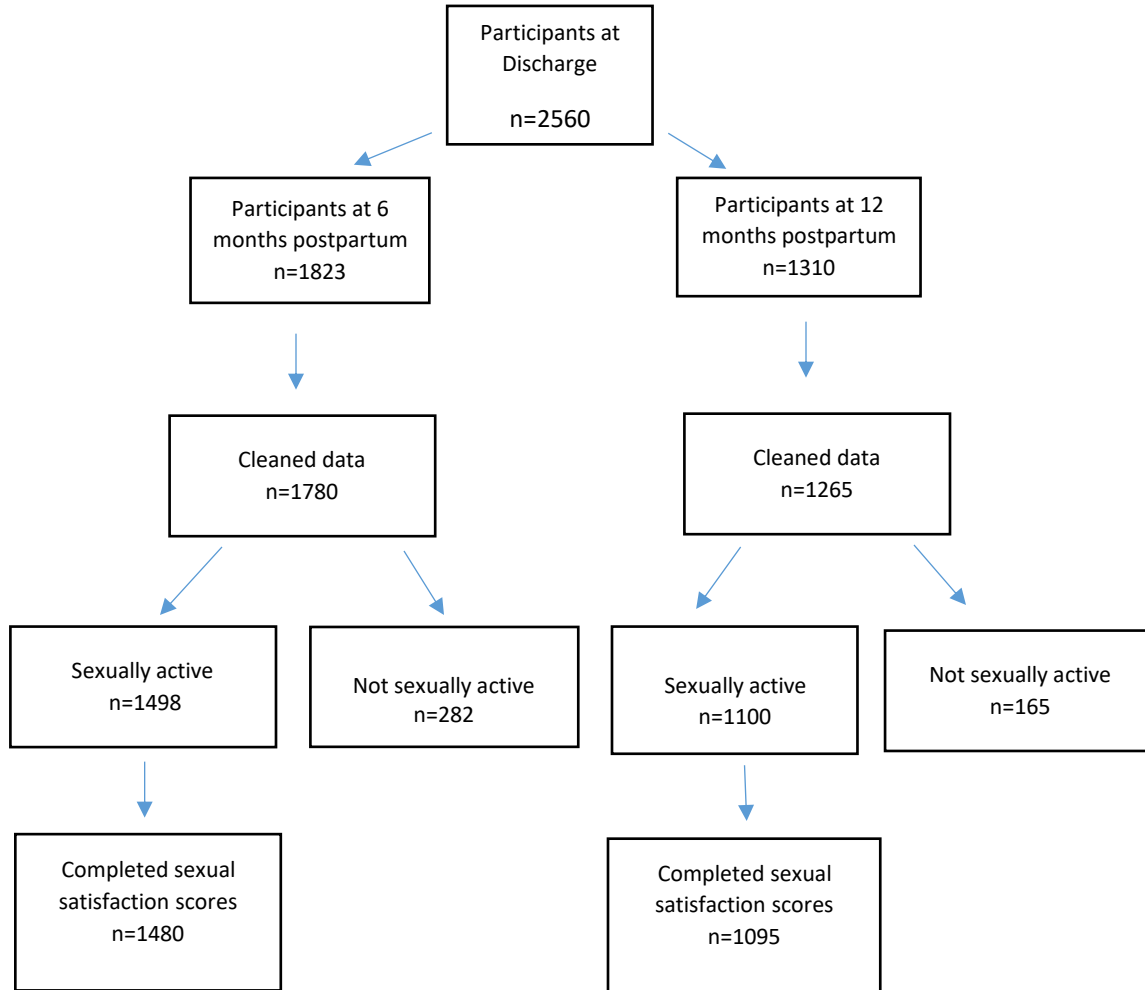 Participants at
Discharge
n=2560
Participants at 6
months postpartum
n=1823
Participants at 12
months postpartum
n=1310
Cleaned data
n=1780
Cleaned data
n=1265
Sexually active
n=1498
Not sexually active
n=282
Sexually active
n=1100
Not sexually active
n=165
Completed sexual
satisfaction scores
n=1480
Completed sexual
satisfaction scores
n=1095